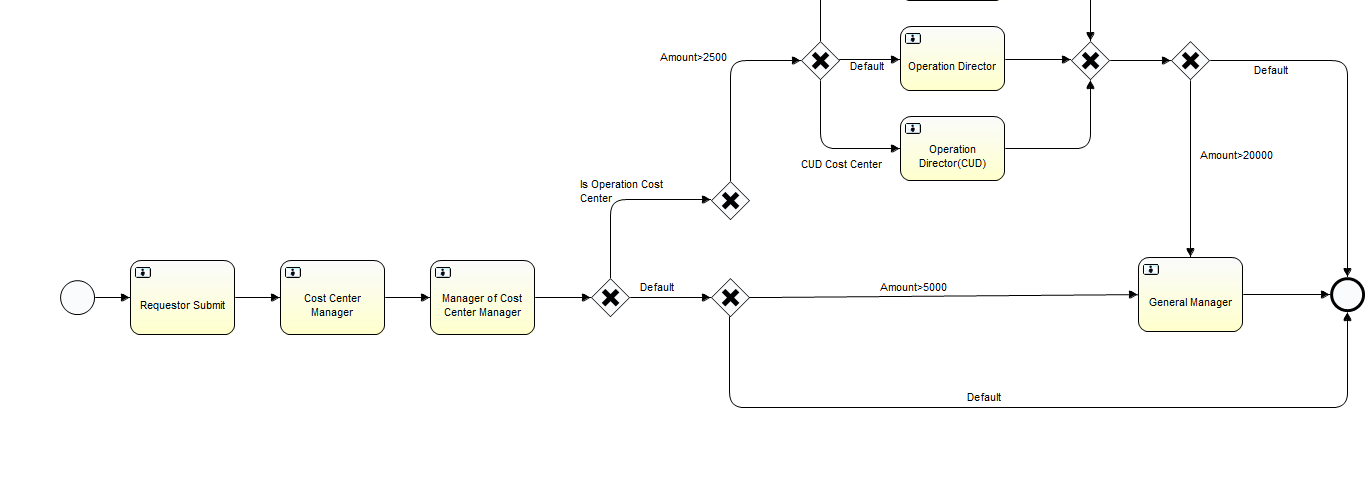 Amount>2500
Default
Operation Director
Default
CUD Cost Center
Operation
Director(CUD)
Amount>20000
Is Operation Cost
Center
Requestor Submit
Cost Center
Manager
Manager of Cost
Center Manager
Default
Amount>5000
General Manager
Default